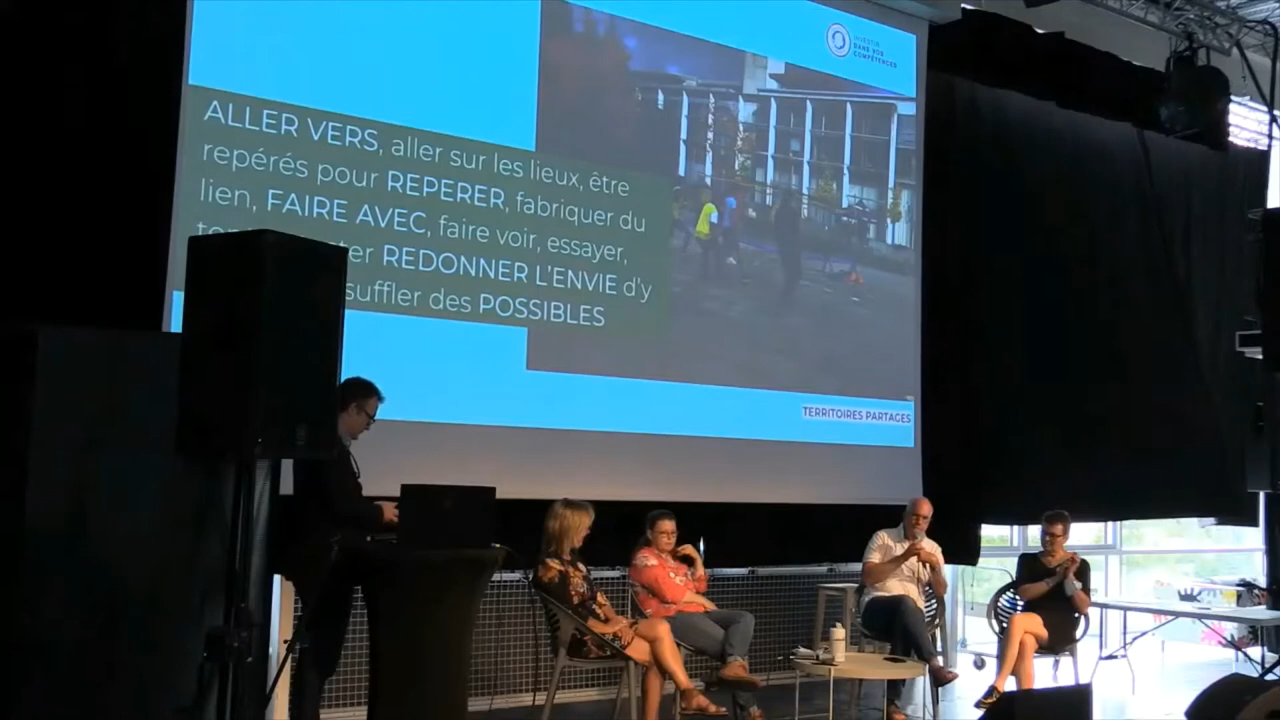 INVESTIR
DANS VOS
COMPÉTENCES
ALLER VERS, aller sur les lieux, être
repérés pour REPERER, fabriquer du
lien, FAIRE AVEC, faire voir, essayer,
REDONNER L'ENVIE d'y
suffler des POSSIBLES
TERRITOIRES PARTAGES